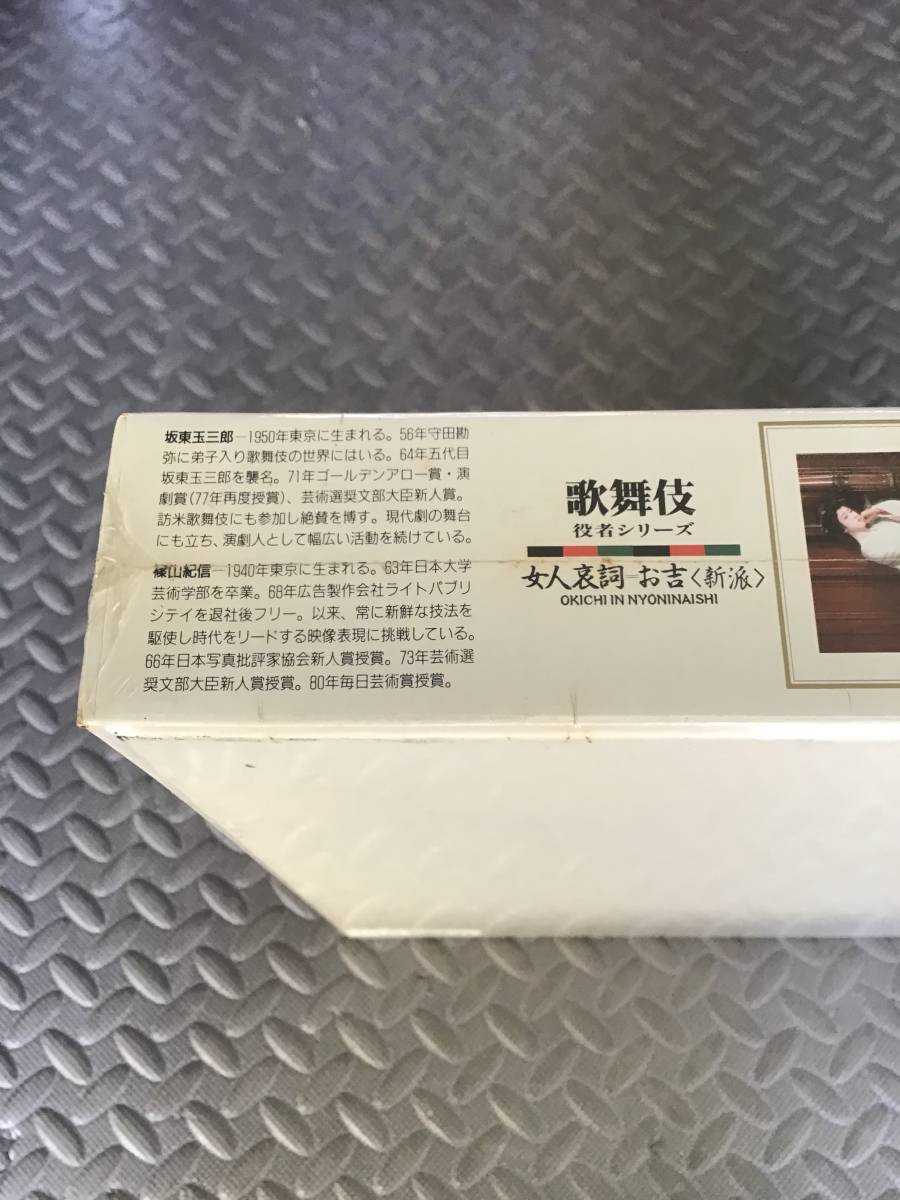 坂東玉三郎―1950年東京に生まれる。56年守田勘
弥に弟子入り歌舞伎の世界にはいる。64年五代目
坂東玉三郎を襲名。71年ゴールデンアロー賞・演
劇賞(77年再度授賞)、芸術選奨文部大臣新人賞。
訪米歌舞伎にも参加し絶賛を博す。現代劇の舞台
にも立ち、演劇人として幅広い活動を続けている。
篠山紀信―1940年東京に生まれる。63年日本大学
芸術学部を卒業。68年広告製作会社ライトパブリ
シテイを退社後フリー。以来、常に新鮮な技法を
駆使し時代をリードする映像表現に挑戦している。
66年日本写真批評家協会新人賞授賞。73年芸術選
奨文部大臣新人賞授賞。80年毎日芸術賞授賞。
歌舞伎
役者シリーズ
女人哀詞=お吉〈新派〉
OKICHI IN NYONINAISHI